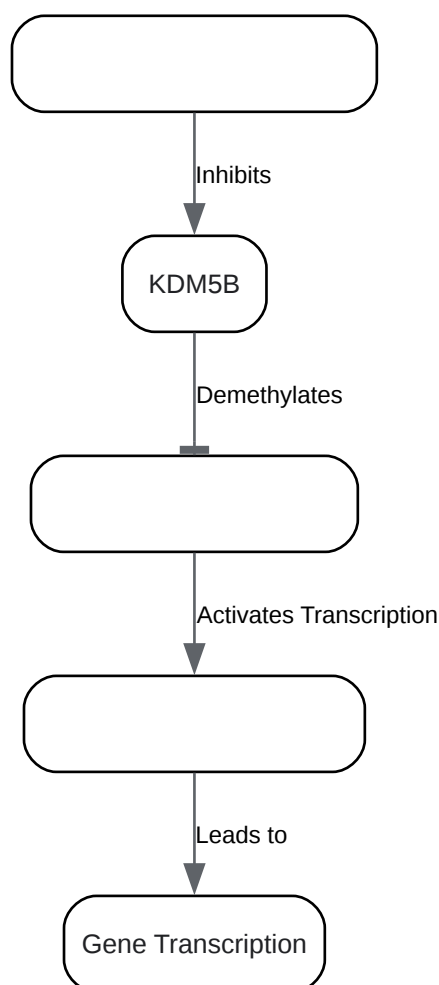 Inhibits
KDM5B
Demethylates
Activates Transcription
Leads to
Gene Transcription